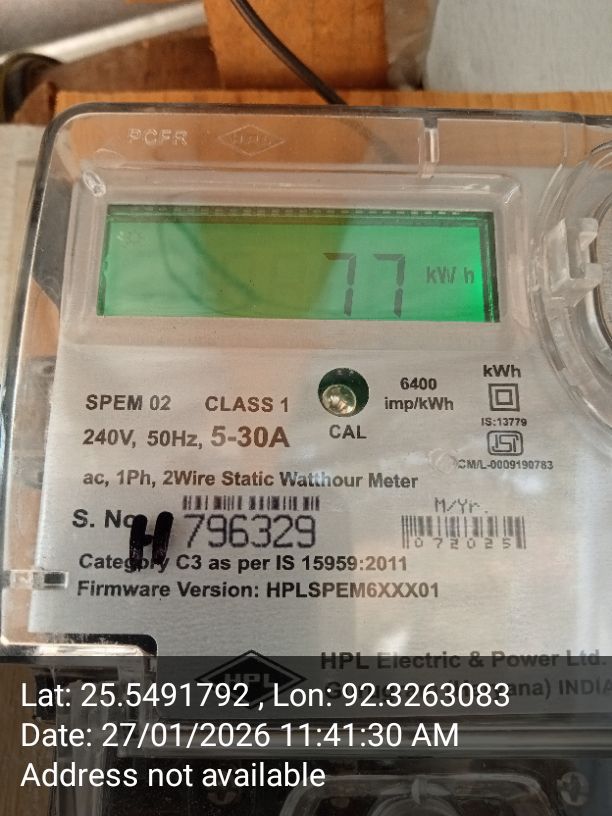 PCFR
HPL
77 kWh
SPEM 02 CLASS 1
6400
imp/kWh
kWh
IS:13779
240V, 50Hz, 5-30A
CAL
ISI
CM/L-0009190783
ac, 1Ph, 2Wire Static Watthour Meter
S. No
H 796329
M/Yr.
072025
Category C3 as per IS 15959:2011
Firmware Version: HPLSPEM6XXX01
HPL
HPL Electric & Power Ltd.
INDIA
Lat: 25.5491792 , Lon: 92.3263083
Date: 27/01/2026 11:41:30 AM
Address not available